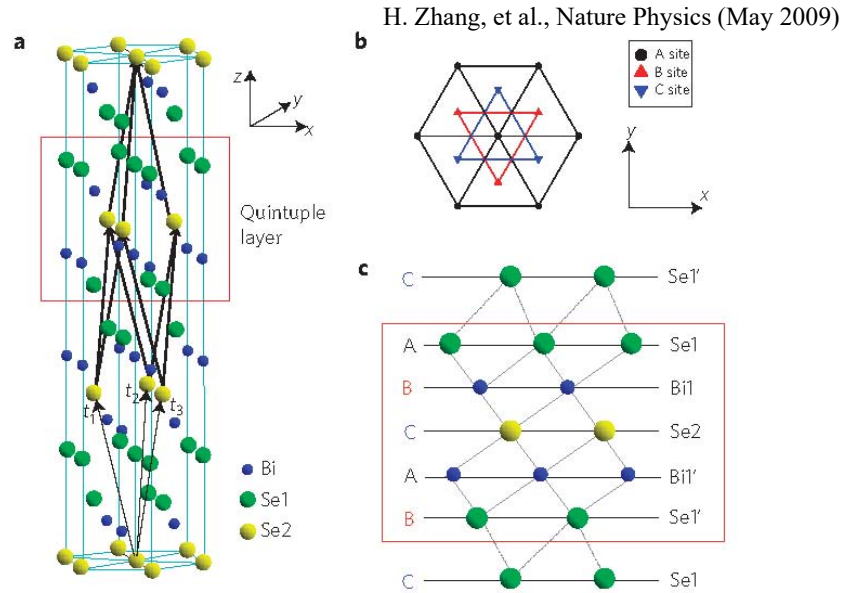 H. Zhang, et al., Nature Physics (May 2009)
a
z
y
x
Quintuple
layer
t1
t2
t3
Bi
Se1
Se2
b
A site
B site
C site
y
x
c
C Se1′
A Se1
B Bi1
C Se2
A Bi1′
B Se1′
C Se1